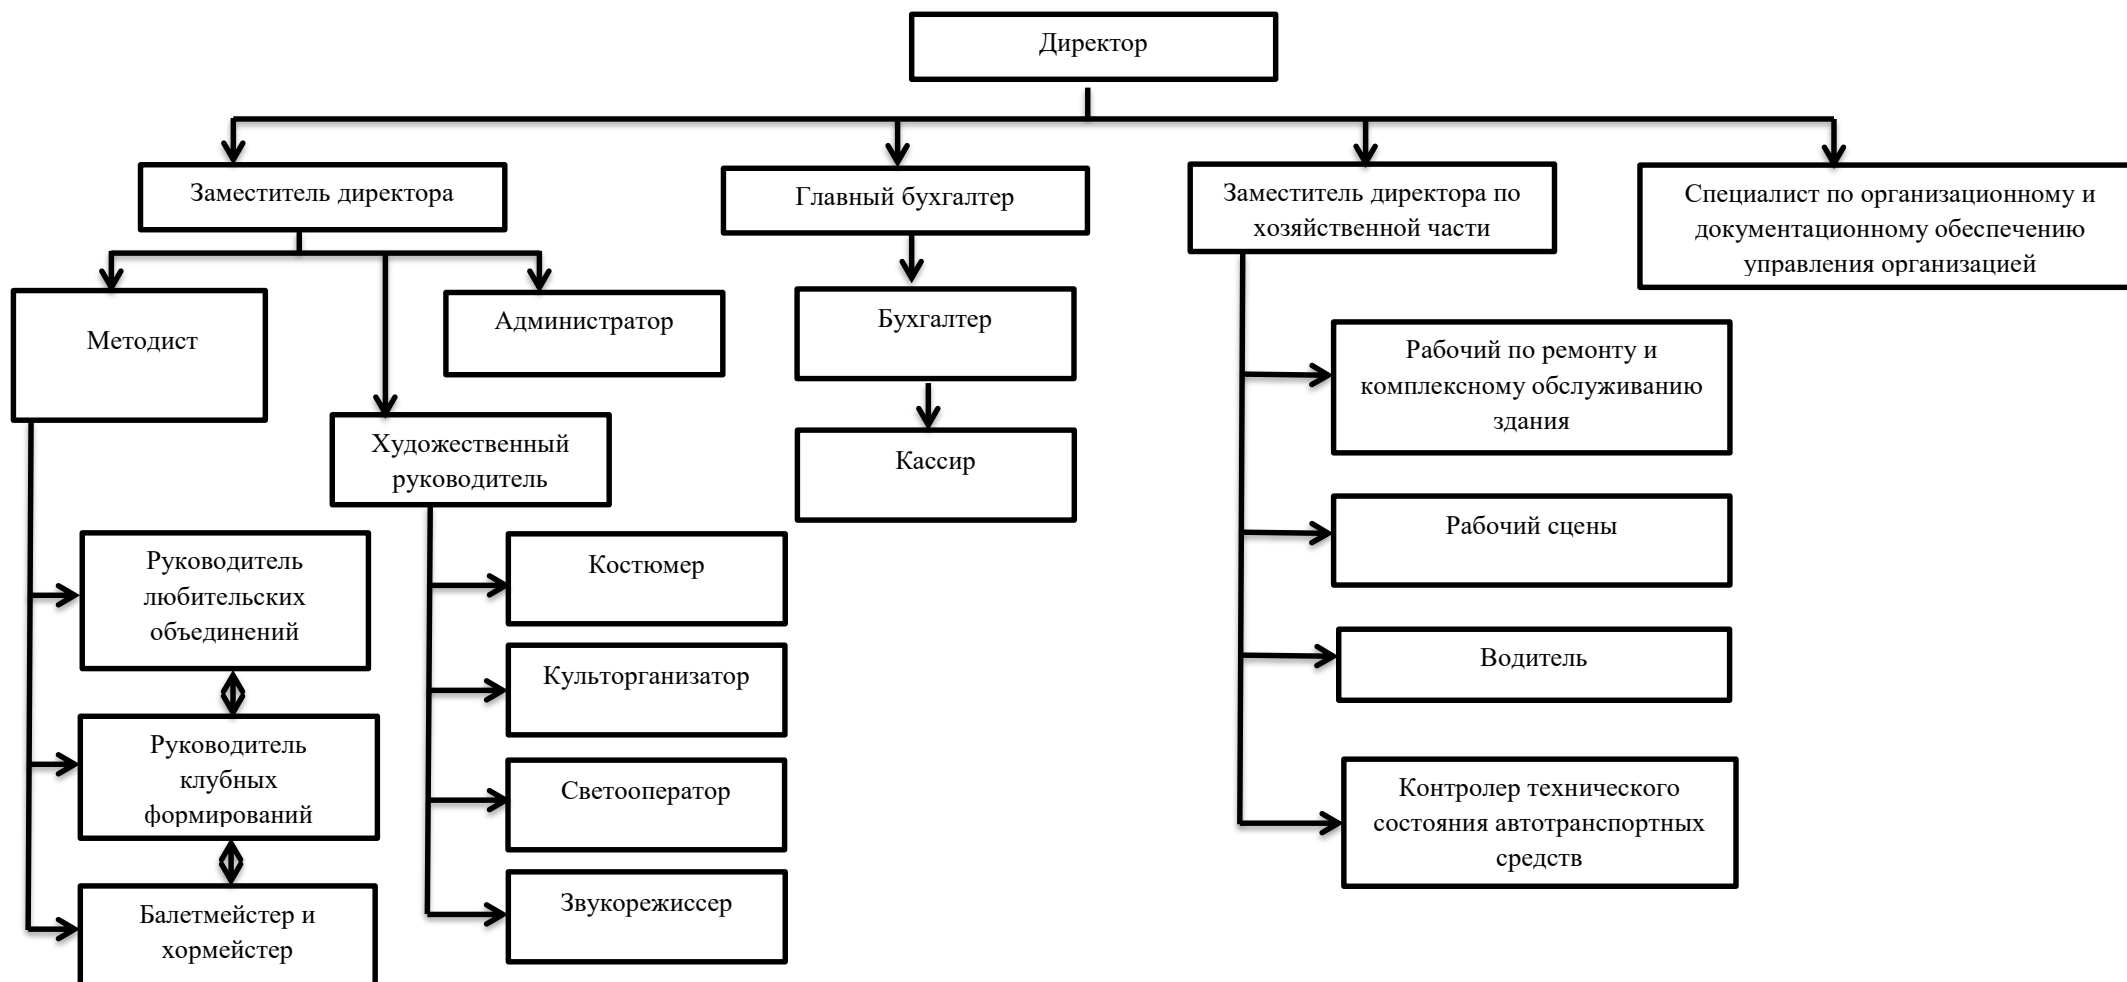 Директор
Заместитель директора
Главный бухгалтер
Заместитель директора по
хозяйственной части
Специалист по организационному и
документационному обеспечению
управления организацией
Методист
Администратор
Бухгалтер
Рабочий по ремонту и
комплексному обслуживанию
здания
Художественный
руководитель
Кассир
Рабочий сцены
Руководитель
любительских
объединений
Костюмер
Водитель
Культорганизатор
Руководитель
клубных
формирований
Светооператор
Контролер технического
состояния автотранспортных
средств
Балетмейстер и
хормейстер
Звукорежиссер